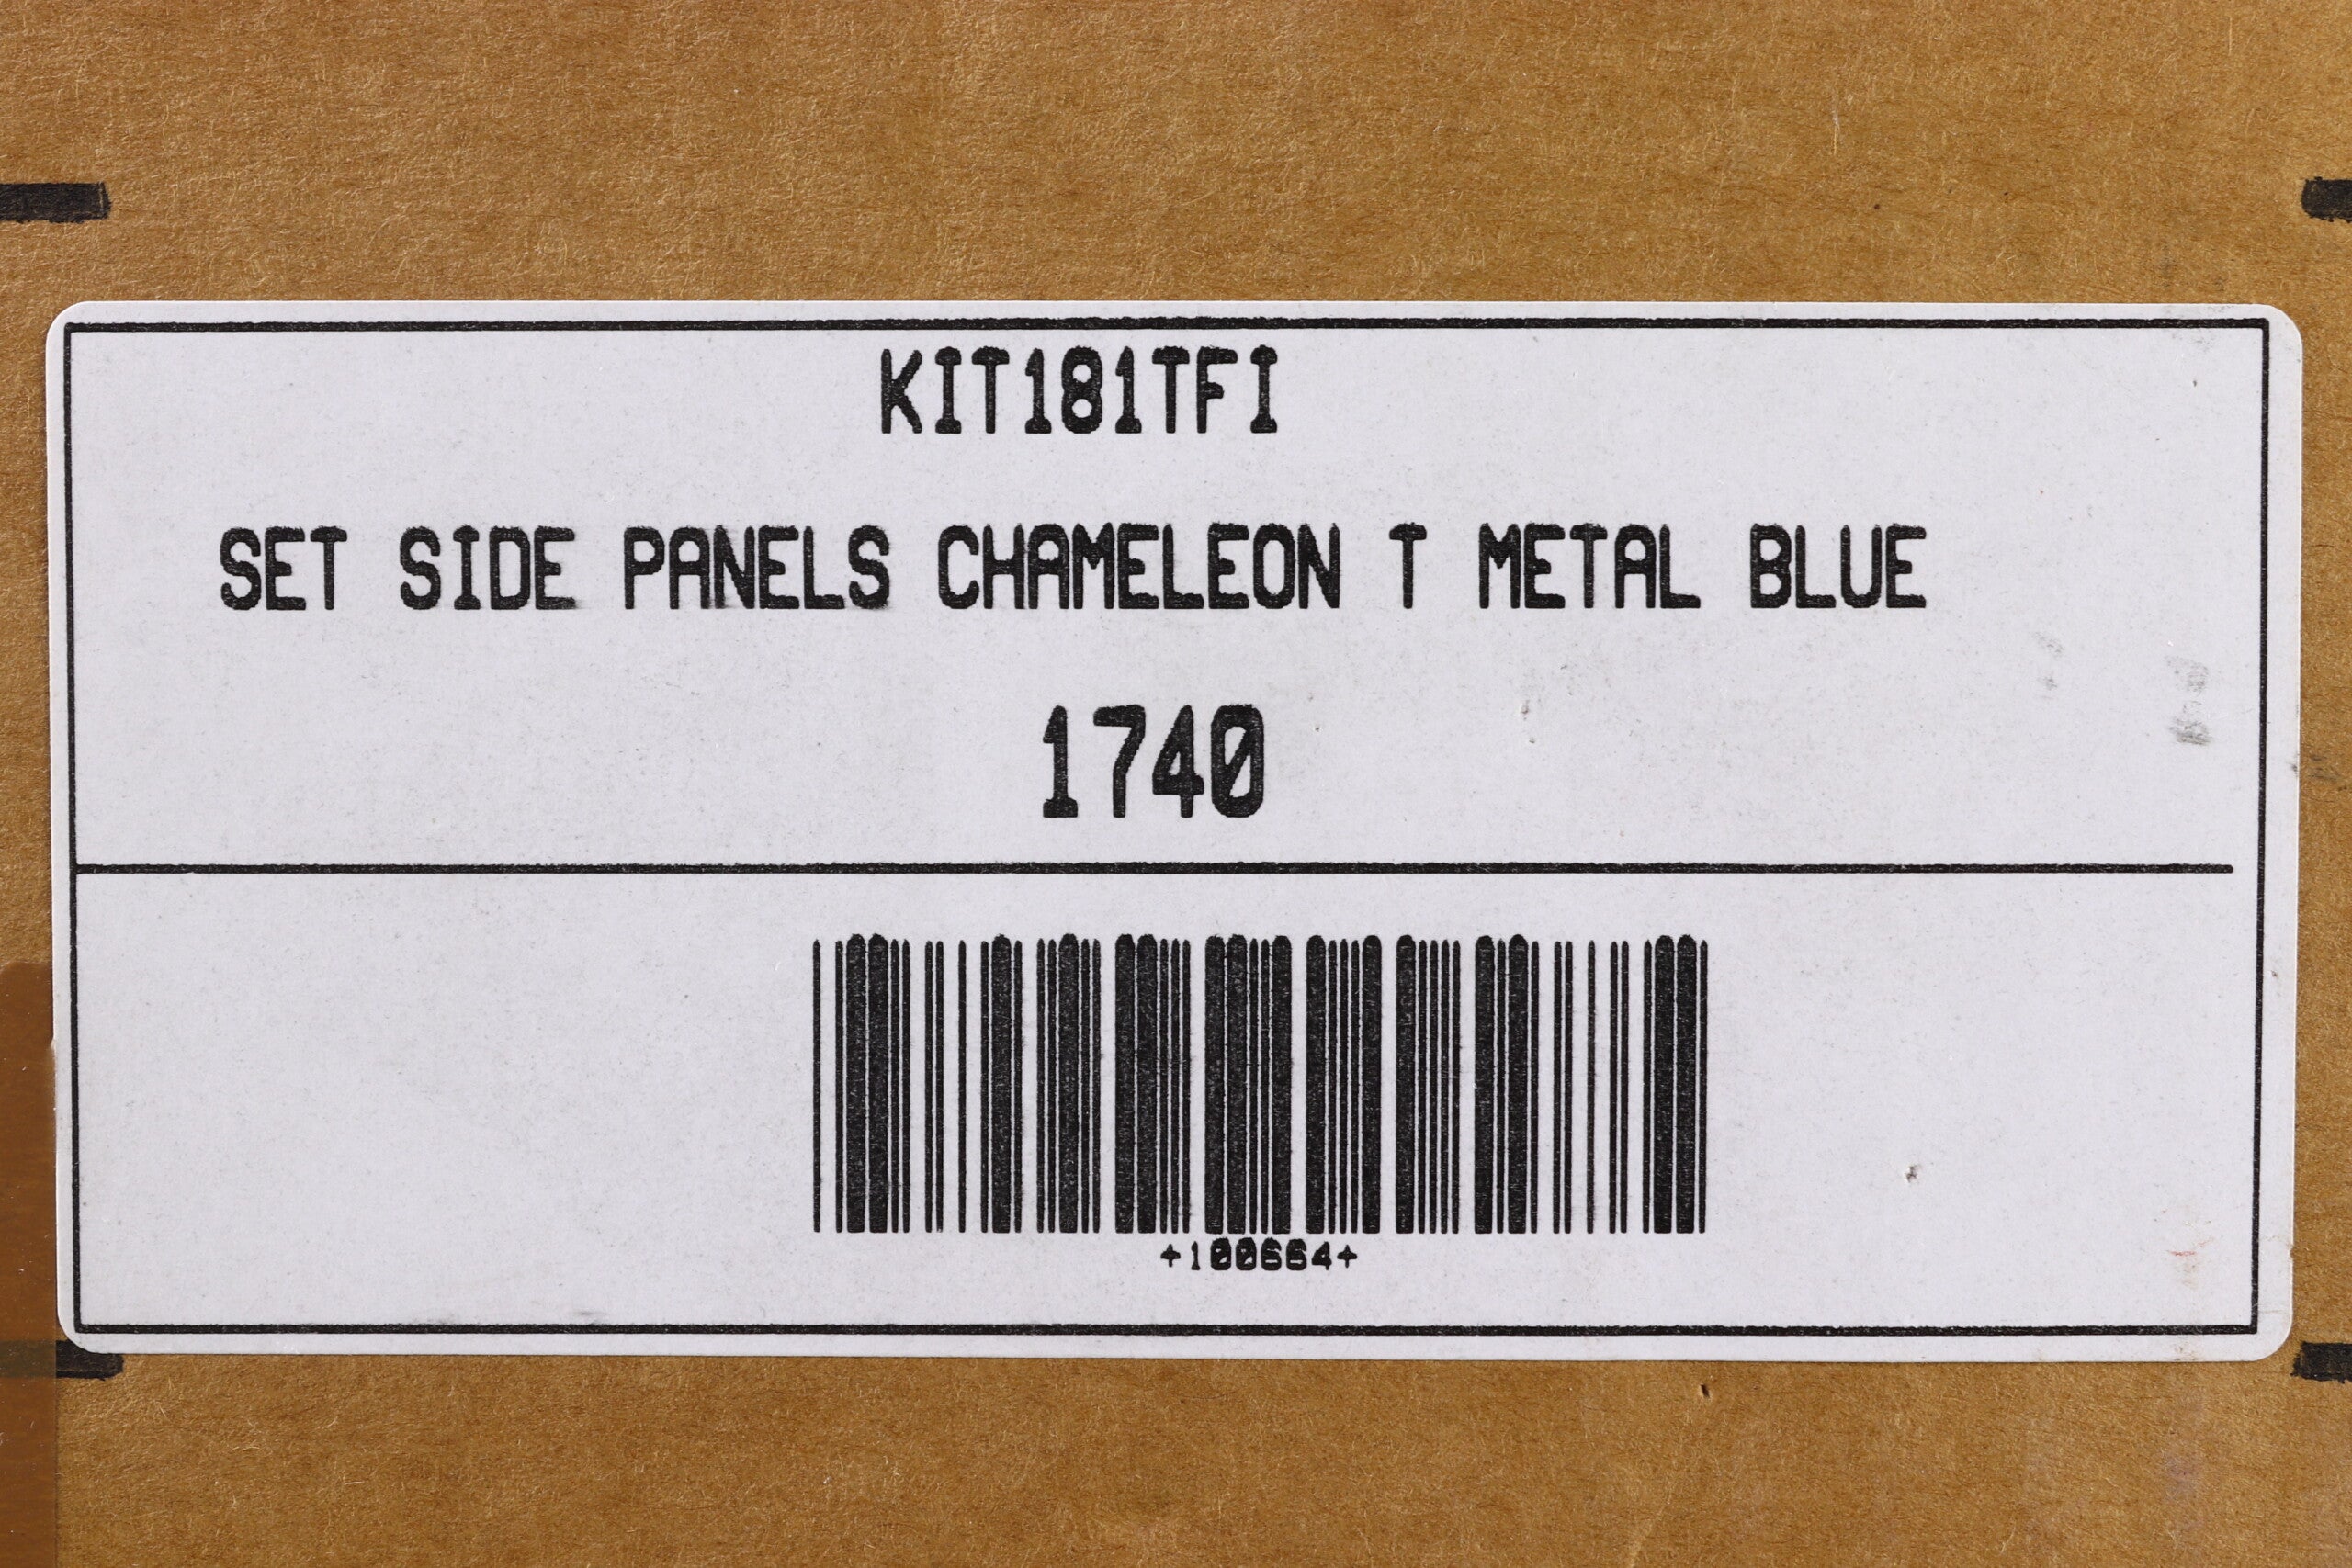 KIT181TFI
SET SIDE PANELS CHAMELEON T METAL BLUE
1740
+100664+